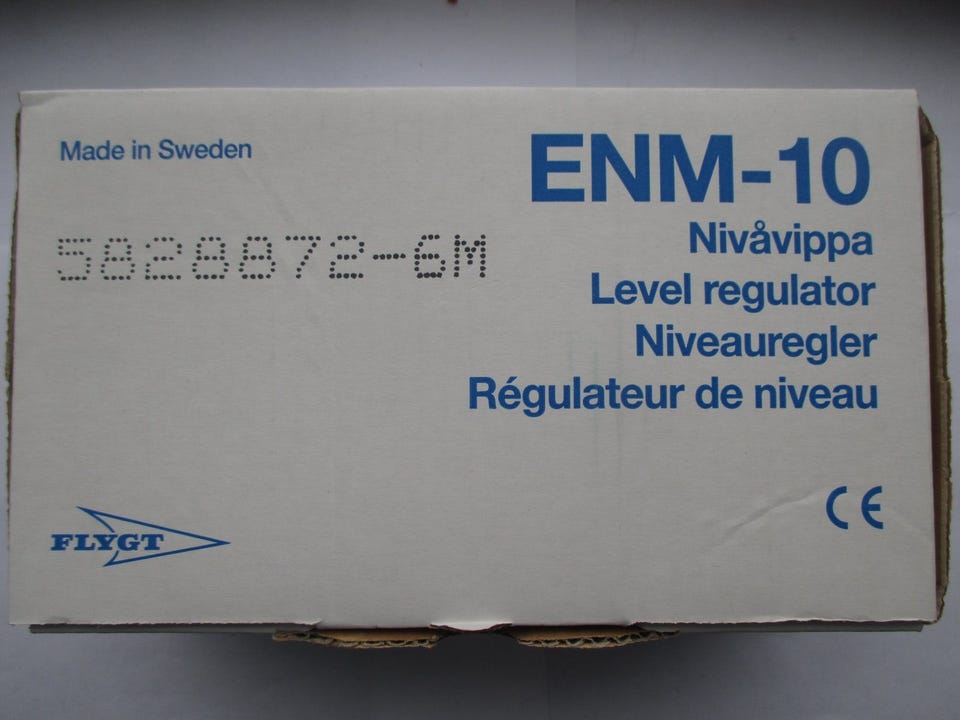 Made in Sweden
ENM-10
5828872-6M
Nivåvippa
Level regulator
Niveauregler
Régulateur de niveau
FLYGT
CE